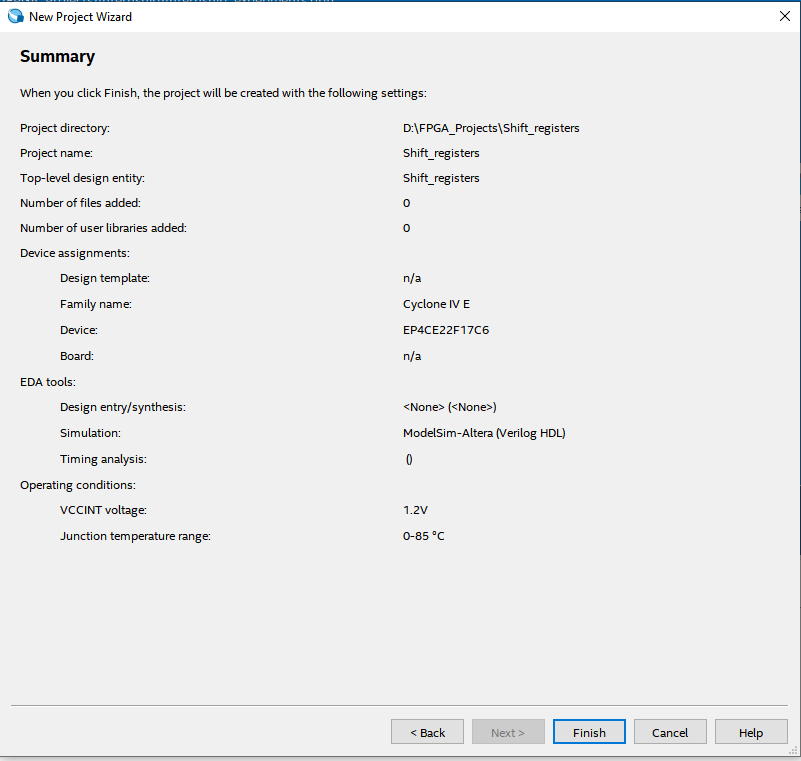 New Project Wizard
Summary
When you click Finish, the project will be created with the following settings:
Project directory: D:\FPGA_Projects\Shift_registers
Project name: Shift_registers
Top-level design entity: Shift_registers
Number of files added: 0
Number of user libraries added: 0
Device assignments:
Design template: n/a
Family name: Cyclone IV E
Device: EP4CE22F17C6
Board: n/a
EDA tools:
Design entry/synthesis: <None> (<None>)
Simulation: ModelSim-Altera (Verilog HDL)
Timing analysis: ()
Operating conditions:
VCCINT voltage: 1.2V
Junction temperature range: 0-85 °C
< Back Next > Finish Cancel Help